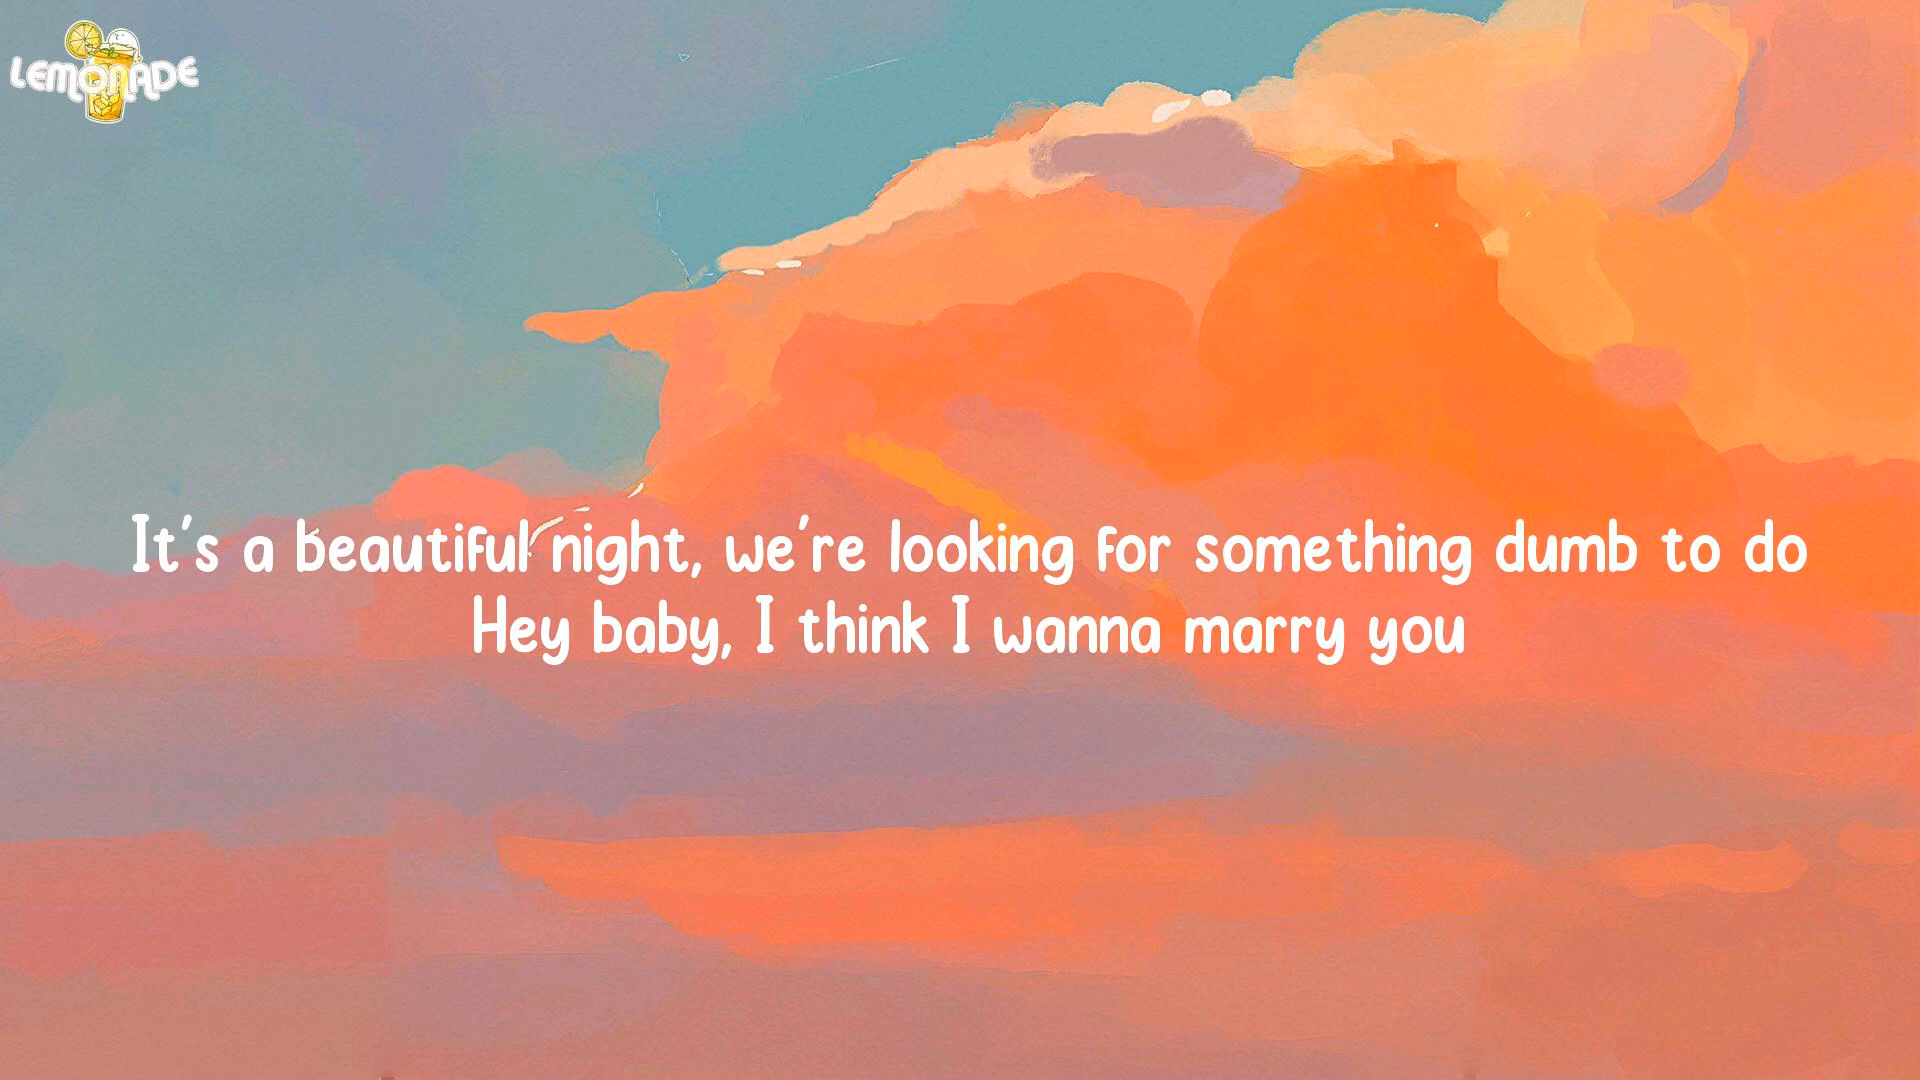 LEMONADE
It's a beautiful night, we're looking for something dumb to do
Hey baby, I think I wanna marry you